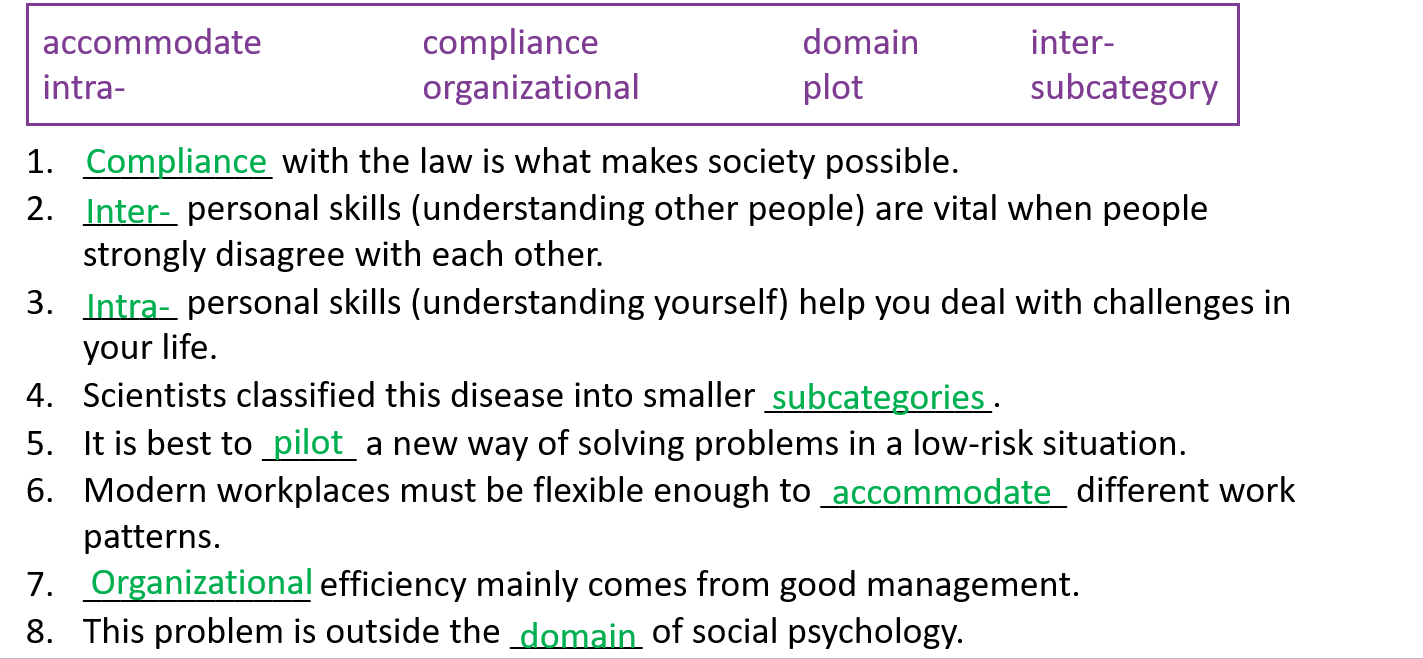 accommodate compliance domain inter-
intra- organizational plot subcategory
1. Compliance with the law is what makes society possible.
2. Inter- personal skills (understanding other people) are vital when people
strongly disagree with each other.
3. Intra- personal skills (understanding yourself) help you deal with challenges in
your life.
4. Scientists classified this disease into smaller subcategories.
5. It is best to pilot a new way of solving problems in a low-risk situation.
6. Modern workplaces must be flexible enough to accommodate different work
patterns.
7. Organizational efficiency mainly comes from good management.
8. This problem is outside the domain of social psychology.